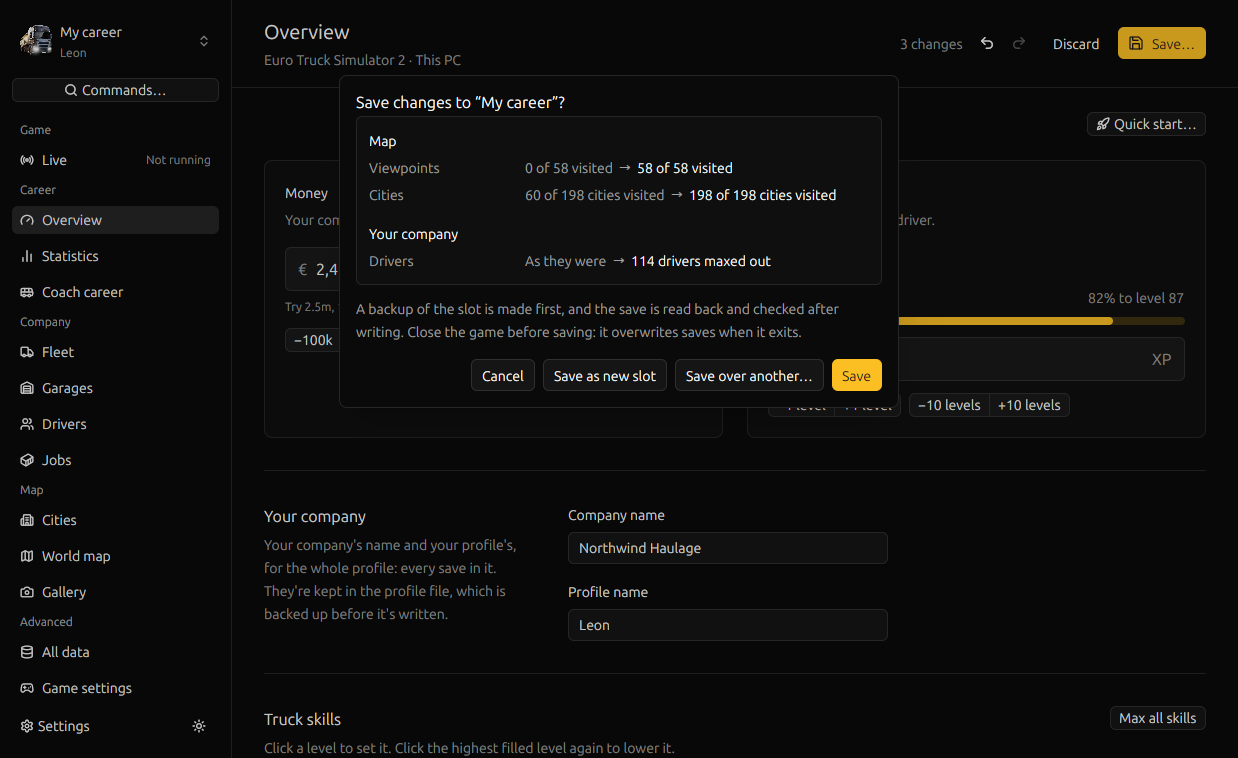 My career
Leon
Commands…
Game
Live Not running
Career
Overview
Statistics
Coach career
Company
Fleet
Garages
Drivers
Jobs
Map
Cities
World map
Gallery
Advanced
All data
Game settings
Settings
Overview
Euro Truck Simulator 2 · This PC
3 changes Discard Save…
Quick start…
Money
Your com
€ 2,4
Try 2.5m,
−100k
driver.
82% to level 87
XP
−10 levels +10 levels
Save changes to “My career”?
Map
Viewpoints 0 of 58 visited → 58 of 58 visited
Cities 60 of 198 cities visited → 198 of 198 cities visited
Your company
Drivers As they were → 114 drivers maxed out
A backup of the slot is made first, and the save is read back and checked after
writing. Close the game before saving: it overwrites saves when it exits.
Cancel Save as new slot Save over another… Save
Your company
Your company's name and your profile's,
for the whole profile: every save in it.
They're kept in the profile file, which is
backed up before it's written.
Company name
Northwind Haulage
Profile name
Leon
Truck skills
Click a level to set it. Click the highest filled level again to lower it.
Max all skills